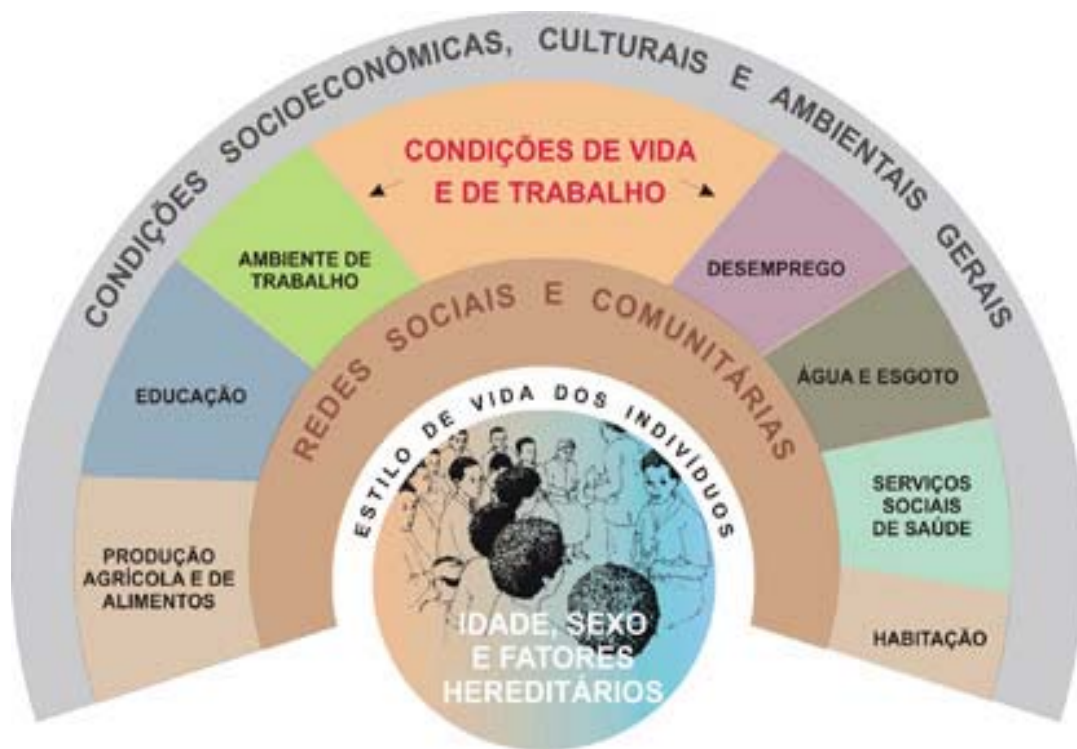 CONDIÇÕES SOCIOECONÔMICAS, CULTURAIS E AMBIENTAIS GERAIS
CONDIÇÕES DE VIDA
E DE TRABALHO
AMBIENTE DE
TRABALHO
DESEMPREGO
EDUCAÇÃO
ÁGUA E ESGOTO
PRODUÇÃO
AGRÍCOLA E DE
ALIMENTOS
SERVIÇOS
SOCIAIS
DE SAÚDE
HABITAÇÃO
REDES SOCIAIS E COMUNITÁRIAS
ESTILO DE VIDA DOS INDIVÍDUOS
IDADE, SEXO
E FATORES
HEREDITÁRIOS